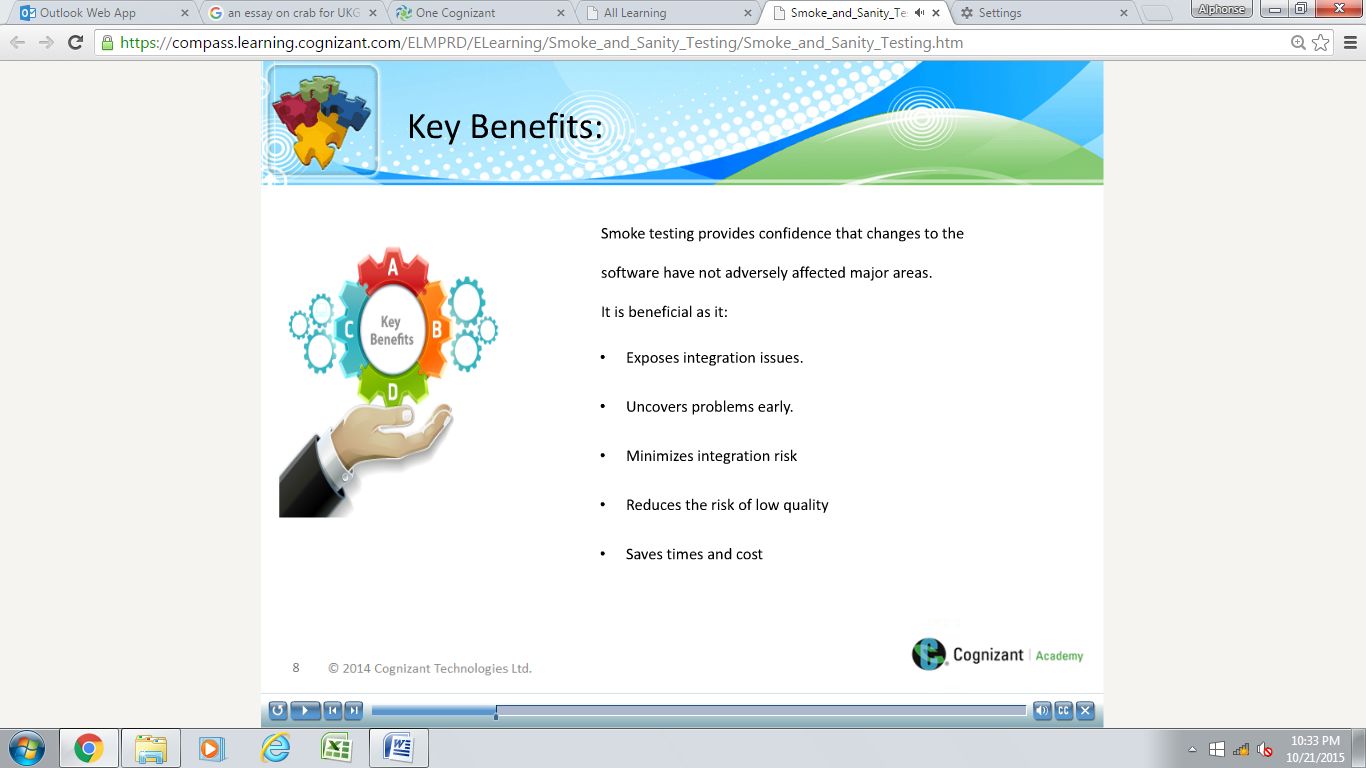 Outlook Web App
an essay on crab for UKG
One Cognizant
All Learning
Smoke_and_Sanity_Te
Settings
Alphonse
https://compass.learning.cognizant.com/ELMPRD/ELearning/Smoke_and_Sanity_Testing/Smoke_and_Sanity_Testing.htm
Key Benefits:
Smoke testing provides confidence that changes to the
software have not adversely affected major areas.
It is beneficial as it:
• Exposes integration issues.
• Uncovers problems early.
• Minimizes integration risk
• Reduces the risk of low quality
• Saves times and cost
A
C
Key
Benefits
B
D
8 © 2014 Cognizant Technologies Ltd.
Cognizant | Academy
CC
10:33 PM
10/21/2015